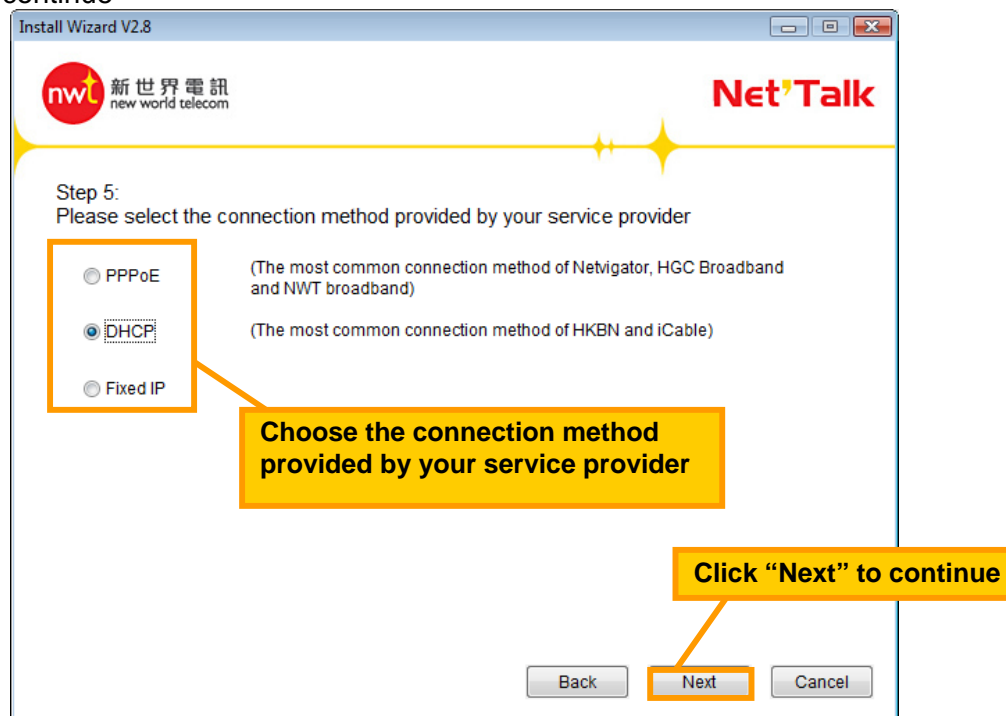 continue
Install Wizard V2.8
nwt 新世界電訊
new world telecom
Net'Talk
Step 5:
Please select the connection method provided by your service provider
PPPoE
(The most common connection method of Netvigator, HGC Broadband
and NWT broadband)
DHCP
(The most common connection method of HKBN and iCable)
Fixed IP
Choose the connection method
provided by your service provider
Click “Next” to continue
Back
Next
Cancel